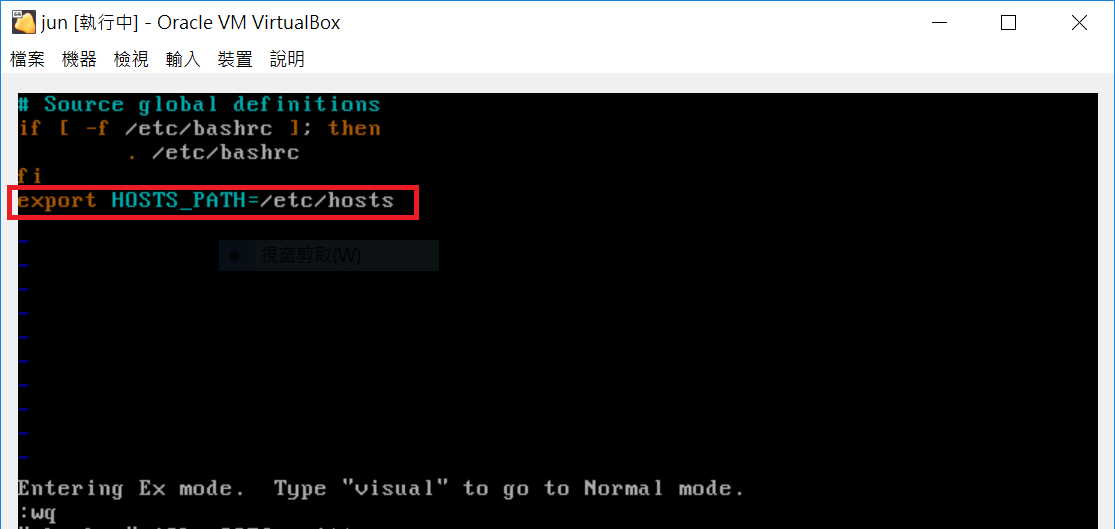 jun [執行中] - Oracle VM VirtualBox
檔案 機器 檢視 輸入 裝置 說明
# Source global definitions
if [ -f /etc/bashrc ]; then
. /etc/bashrc
fi
export HOSTS_PATH=/etc/hosts
~
視窗剪取(W)
~
~
~
~
~
~
~
~
~
Entering Ex mode. Type "visual" to go to Normal mode.
:wq